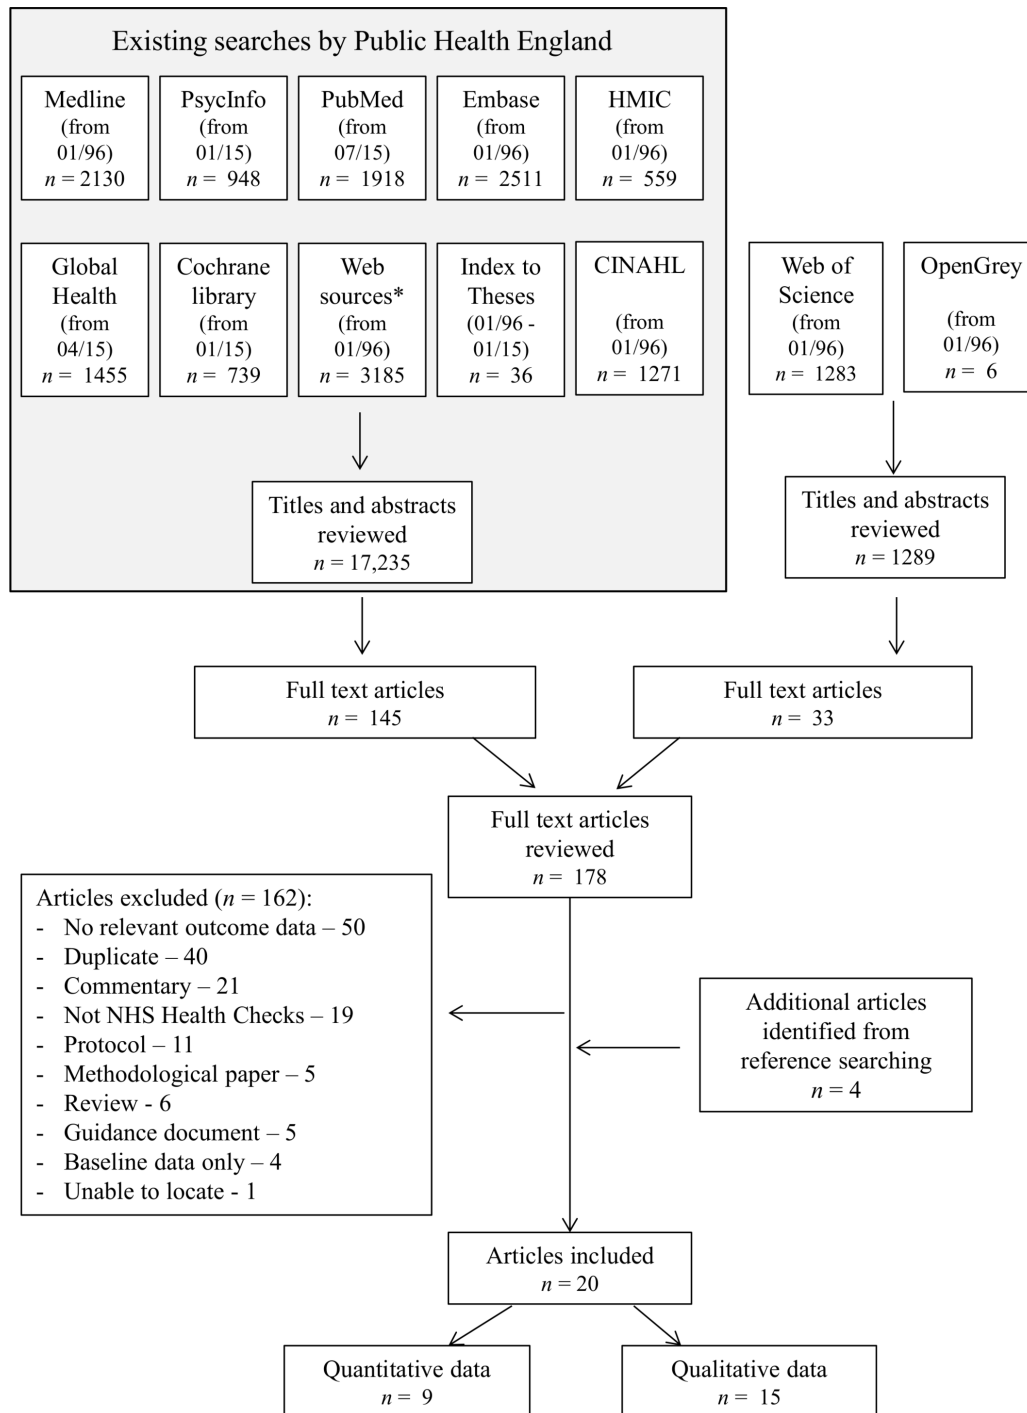 Existing searches by Public Health England
Medline
(from
01/96)
n = 2130
PsycInfo
(from
01/15)
n = 948
PubMed
(from
07/15)
n = 1918
Embase
(from
01/96)
n = 2511
HMIC
(from
01/96)
n = 559
Global
Health
(from
04/15)
n = 1455
Cochrane
library
(from
01/15)
n = 739
Web
sources*
(from
01/96)
n = 3185
Index to
Theses
(01/96 -
01/15)
n = 36
CINAHL
(from
01/96)
n = 1271
Web of
Science
(from
01/96)
n = 1283
OpenGrey
(from
01/96)
n = 6
Titles and abstracts
reviewed
n = 17,235
Titles and abstracts
reviewed
n = 1289
Full text articles
n = 145
Full text articles
n = 33
Full text articles
reviewed
n = 178
Articles excluded (n = 162):
- No relevant outcome data – 50
- Duplicate – 40
- Commentary – 21
- Not NHS Health Checks – 19
- Protocol – 11
- Methodological paper – 5
- Review - 6
- Guidance document – 5
- Baseline data only – 4
- Unable to locate - 1
Additional articles
identified from
reference searching
n = 4
Articles included
n = 20
Quantitative data
n = 9
Qualitative data
n = 15